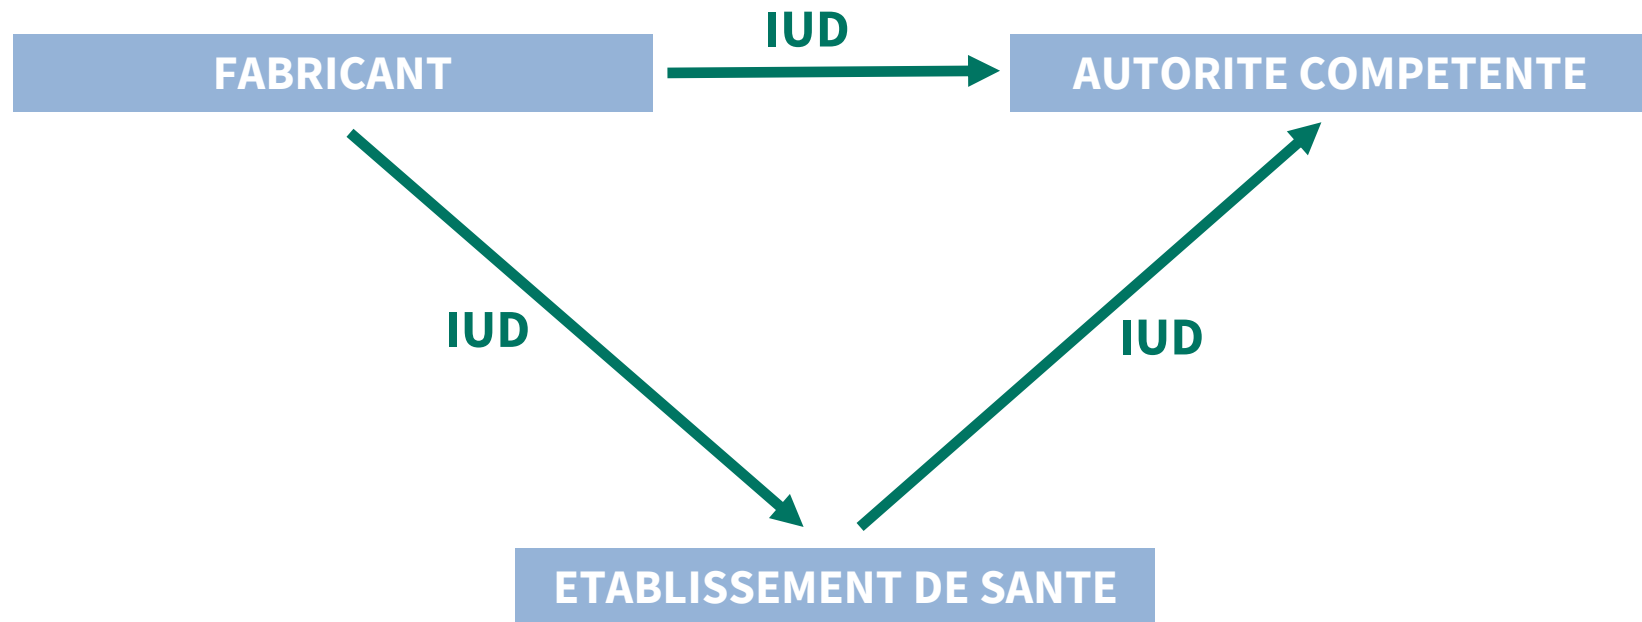 IUD
FABRICANT
AUTORITE COMPETENTE
IUD
IUD
ETABLISSEMENT DE SANTE